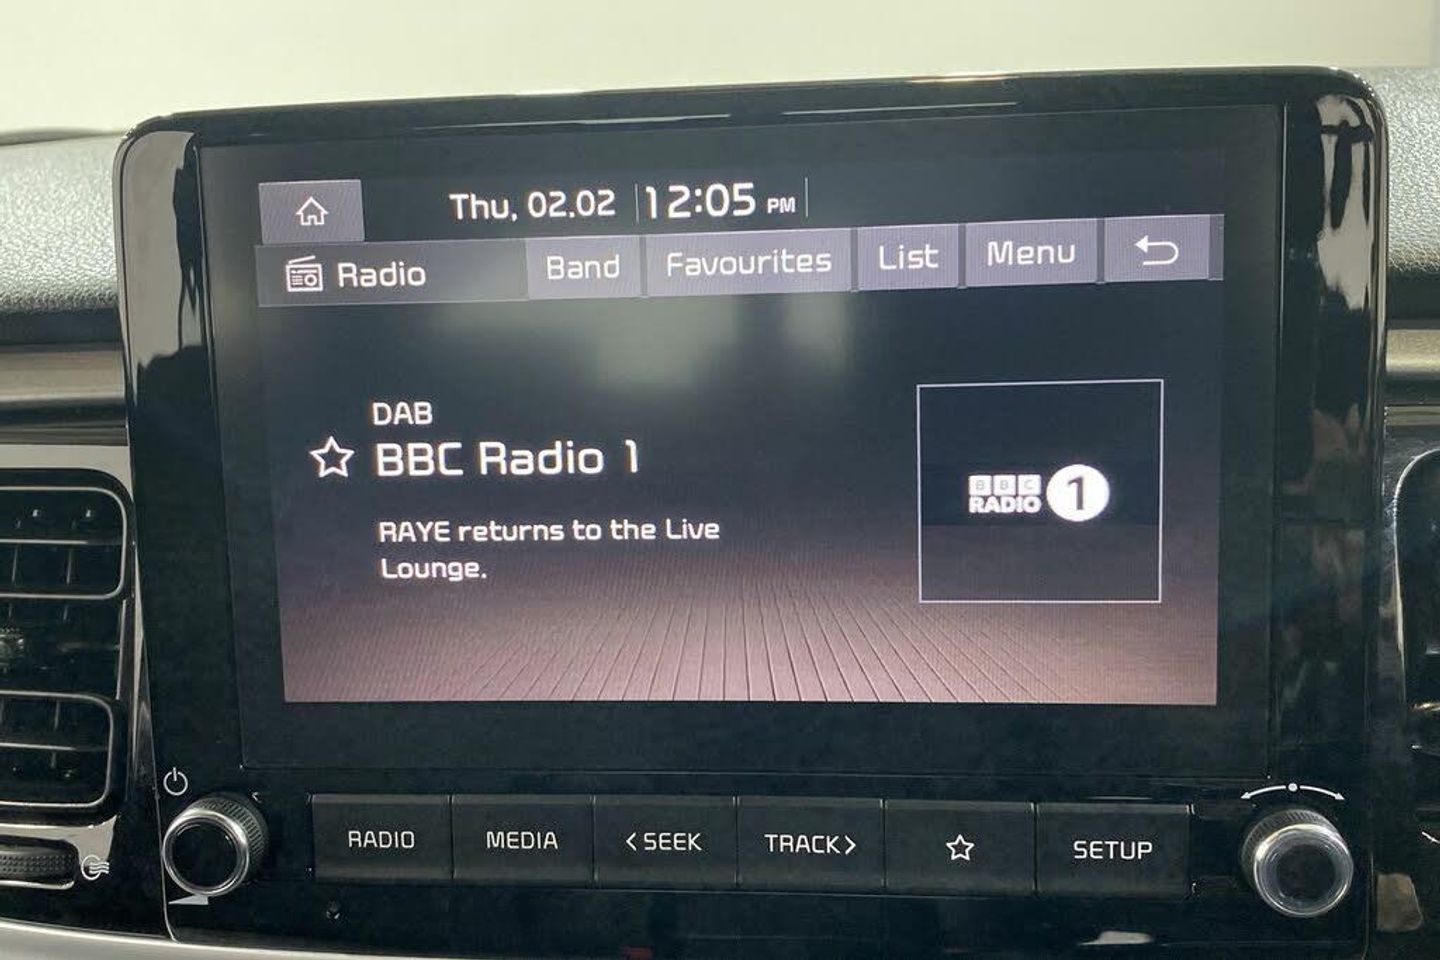 Thu, 02.02 12:05 PM
Radio Band Favourites List Menu
DAB
BBC Radio 1
RAYE returns to the Live
Lounge.
BBC
RADIO 1
RADIO MEDIA <SEEK TRACK> SETUP